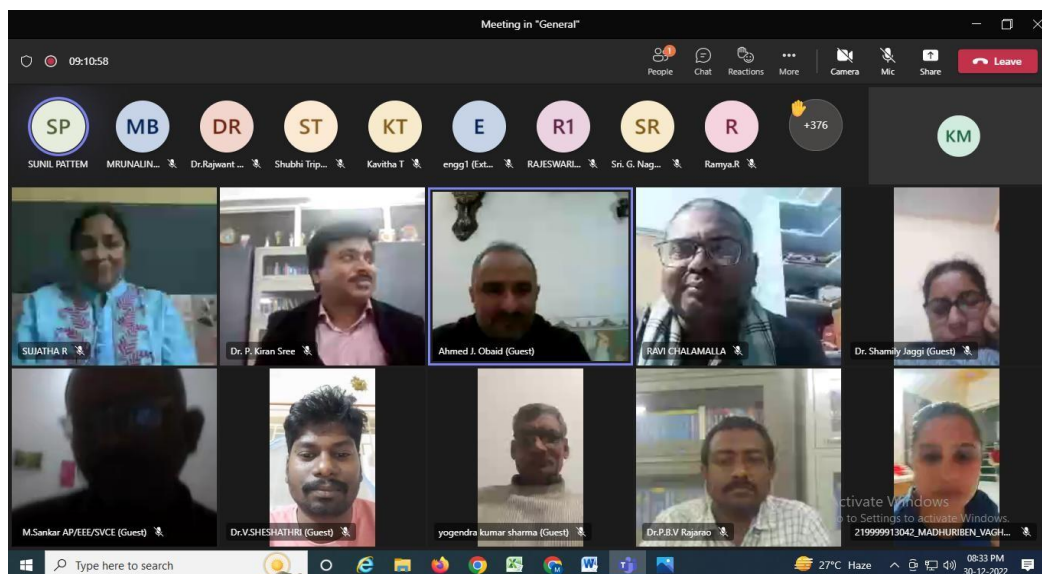 Meeting in "General"
09:10:58
1
People Chat Reactions More Camera Mic Share Leave
SP MB DR ST KT E R1 SR R +376 KM
SUNIL PATTEM MRUNALIN... Dr.Rajwant ... Shubhi Trip... Kavitha T engg1 (Ext... RAJESWARI... Sri. G. Nag... Ramya.R
SUJATHA R Dr. P. Kiran Sree Ahmed J. Obaid (Guest) RAVI CHALAMALLA Dr. Shamily Jaggi (Guest)
Activate Windows
to Settings to activate Windows.
M.Sankar AP/EEE/SVCE (Guest) Dr.V.SHESHATHRI (Guest) yogendra kumar sharma (Guest) Dr.P.B.V Rajarao 219999913042_MADHURIBEN_VAGH...
Type here to search 27°C Haze 08:33 PM
30-12-2022